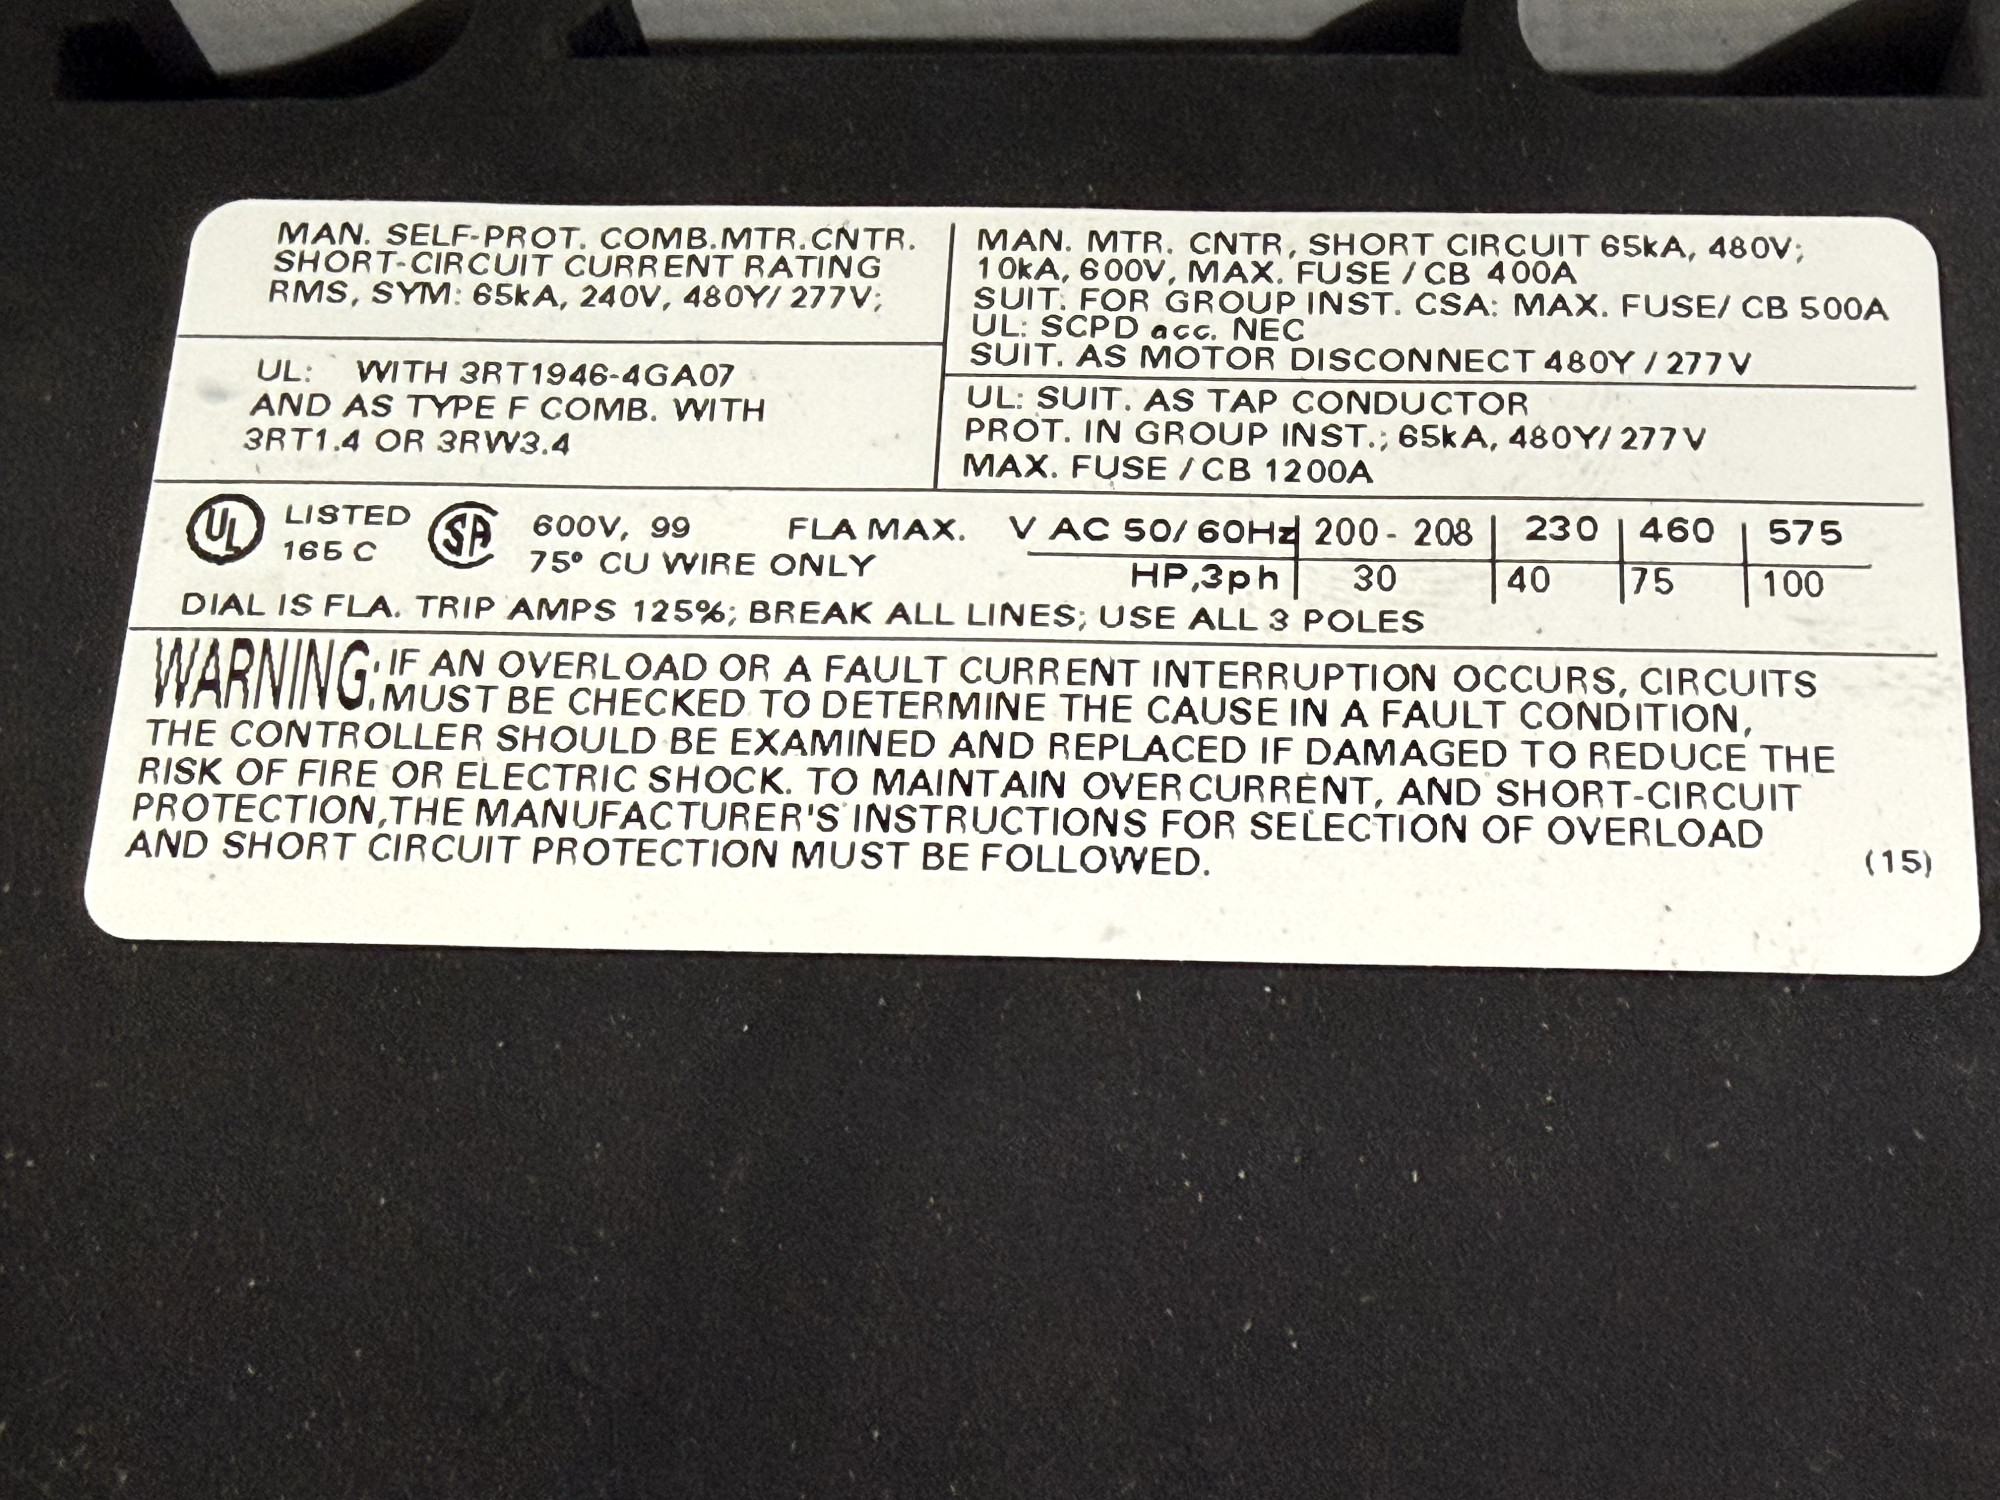 MAN. SELF-PROT. COMB.MTR.CNTR.
SHORT-CIRCUIT CURRENT RATING
RMS, SYM: 65kA, 240V, 480Y/ 277V;
UL: WITH 3RT1946-4GA07
AND AS TYPE F COMB. WITH
3RT1.4 OR 3RW3.4
MAN. MTR. CNTR, SHORT CIRCUIT 65kA, 480V;
10kA, 600V, MAX. FUSE / CB 400A
SUIT. FOR GROUP INST. CSA: MAX. FUSE/ CB 500A
UL: SCPD acc. NEC
SUIT. AS MOTOR DISCONNECT 480Y / 277V
UL: SUIT. AS TAP CONDUCTOR
PROT. IN GROUP INST.; 65kA, 480Y/ 277V
MAX. FUSE / CB 1200A
UL LISTED
165 C
SA
600V, 99 FLA MAX.
75° CU WIRE ONLY
V AC 50/ 60Hz 200 - 208 230 460 575
HP,3ph 30 40 75 100
DIAL IS FLA. TRIP AMPS 125%; BREAK ALL LINES; USE ALL 3 POLES
WARNING: IF AN OVERLOAD OR A FAULT CURRENT INTERRUPTION OCCURS, CIRCUITS
MUST BE CHECKED TO DETERMINE THE CAUSE IN A FAULT CONDITION,
THE CONTROLLER SHOULD BE EXAMINED AND REPLACED IF DAMAGED TO REDUCE THE
RISK OF FIRE OR ELECTRIC SHOCK. TO MAINTAIN OVERCURRENT, AND SHORT-CIRCUIT
PROTECTION, THE MANUFACTURER'S INSTRUCTIONS FOR SELECTION OF OVERLOAD
AND SHORT CIRCUIT PROTECTION MUST BE FOLLOWED.
(15)